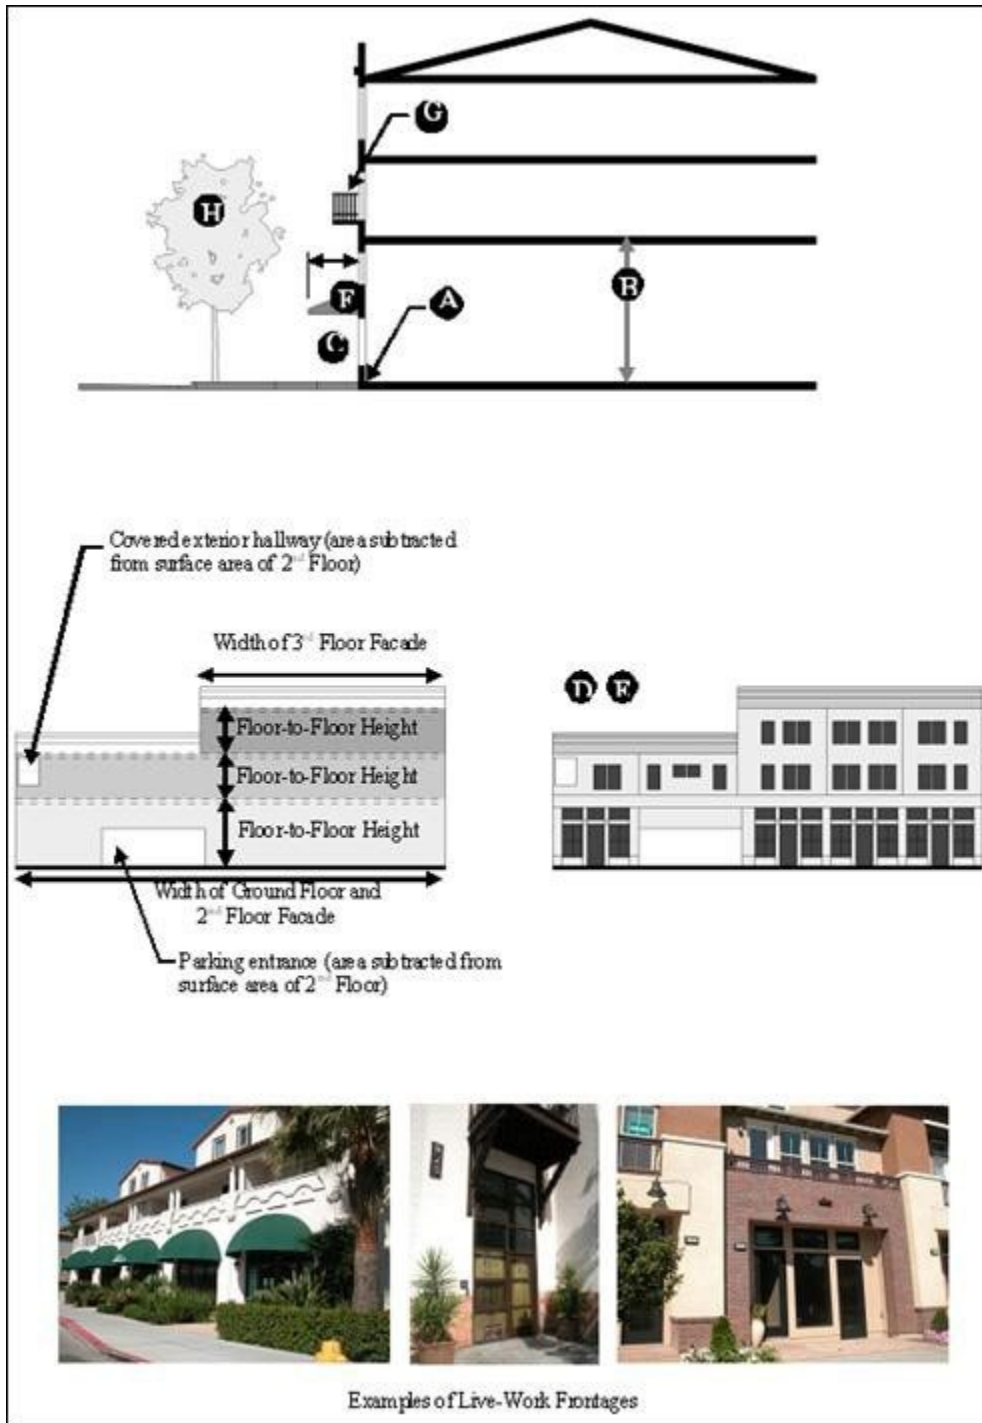 G
H
F
A
B
C
Covered exterior hallway (area subtracted
from surface area of 2nd Floor)
Width of 3rd Floor Facade
D E
Floor-to-Floor Height
Floor-to-Floor Height
Floor-to-Floor Height
Width of Ground Floor and
2nd Floor Facade
Parking entrance (area subtracted from
surface area of 2nd Floor)
Examples of Live-Work Frontages